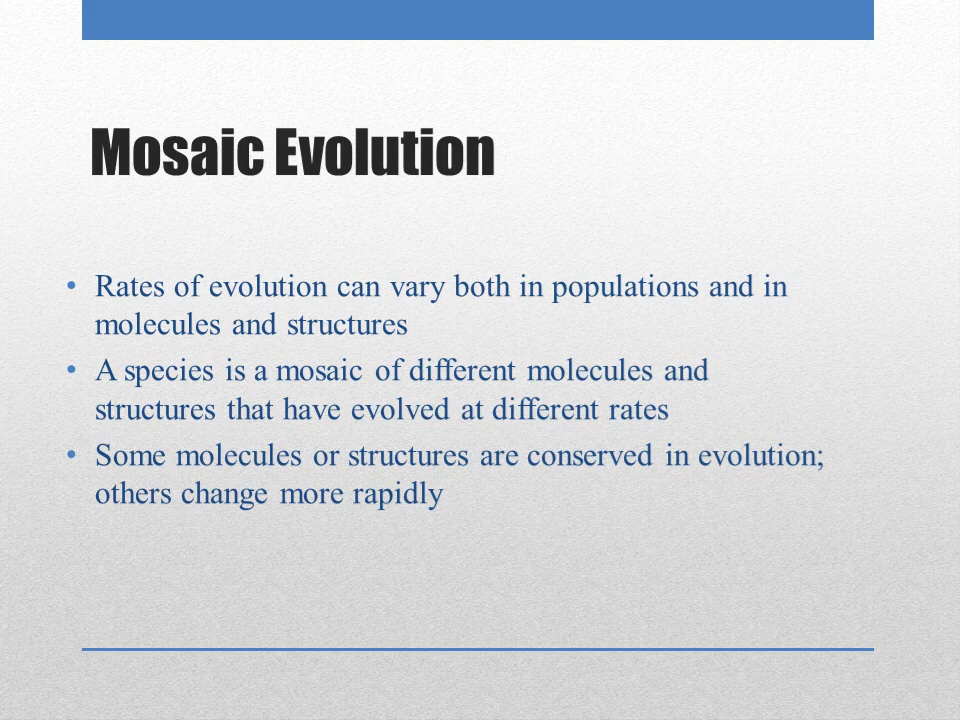 Mosaic Evolution
• Rates of evolution can vary both in populations and in
molecules and structures
• A species is a mosaic of different molecules and
structures that have evolved at different rates
• Some molecules or structures are conserved in evolution;
others change more rapidly